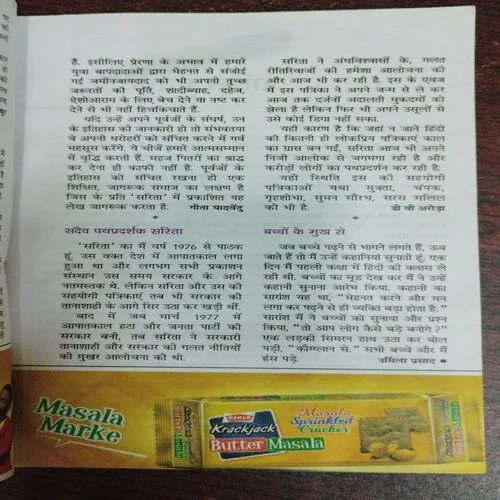 है. इसीलिए प्रेरणा के अभाव में हमारे
युवा बापदादाओं द्वारा मेहनत से संजोई
गई जमीनजायदाद को भी अपनी तुच्छ
जरूरतों की पूर्ति, शादीब्याह, दहेज,
ऐशोआराम के लिए बेच देने या नष्ट कर
देने से भी नहीं हिचकिचाते हैं.
यदि उन्हें अपने पूर्वजों के संघर्ष, उन
के इतिहास की जानकारी हो तो संभवतया
वे अपनी धरोहरों को संचित करने में गर्व
महसूस करेंगे. ये चीजें हमारे आत्मसम्मान
में वृद्धि करती हैं. महज पितरों का श्राद्ध
कर देना ही काफी नहीं है. पूर्वजों के
इतिहास को संचित रखना ही एक
शिक्षित, जागरूक समाज का लक्षण है
जिस के प्रति 'सरिता' में प्रकाशित यह
लेख जागरूक करता है. गीता यादवेंदु
*
सदैव पथप्रदर्शक सरिता
'सरिता' का मैं वर्ष 1976 से पाठक
हूं, उस वक्त देश में आपातकाल लगा
हुआ था और लगभग सभी प्रकाशन
संस्थान उस समय सरकार के आगे
नतमस्तक थे. लेकिन सरिता और उस की
सहयोगी पत्रिकाएं तब भी सरकार की
तानाशाही के आगे सिर उठा कर खड़ी थीं.
बाद में जब मार्च 1977 में
आपातकाल हटा और जनता पार्टी की
सरकार बनी, तब सरिता ने सरकारी
तानाशाही और सरकार की गलत नीतियों
की मुखर आलोचना की थी.
सरिता ने अंधविश्वासों के, गलत
रीतिरिवाजों की हमेशा आलोचना की
और आज भी कर रही है. इस के एवज
में इस पत्रिका ने अपने जन्म से ले कर
आज तक दर्जनों अदालती मुकदमों को
झेला है लेकिन फिर भी अपने उसूलों से
उसे कोई डिगा नहीं सका.
यही कारण है कि जहां न जाने हिंदी
की कितनी ही लोकप्रिय पत्रिकाएं काल
का ग्रास बन गईं, सरिता आज भी अपने
निजी आलोक से जगमगा रही है और
करोड़ों लोगों का पथप्रदर्शन कर रही है.
यही स्थिति इस की सहयोगी
पत्रिकाओं यथा मुक्ता, चंपक,
गृहशोभा, सुमन सौरभ, सरस सलिल
की भी है. डी वी अरोड़ा
*
बच्चों के मुख से
जब बच्चे पढ़ने से भागने लगते हैं, ऊब
जाते हैं तो मैं उन्हें कहानियां सुनाती हूं. एक
दिन मैं पहली कक्षा में हिंदी की क्लास ले
रही थी. बच्चों का मूड देख कर मैं ने उन्हें
कहानी सुनाना आरंभ किया. कहानी का
सारांश यह था, "मेहनत करने और मन
लगा कर पढ़ने से ही व्यक्ति बड़ा होता है."
सारांश मैं ने बच्चों को सुनाया और प्रश्न
किया, "तो आप लोग कैसे बड़े बनोगे?"
एक लड़की सिमरन हाथ उठा कर बोल
पड़ी, "कौम्प्लान से." सभी बच्चे और मैं
हंस पड़े. उर्मिला प्रसाद •
Masala
Marke
PARLE
Krackjack
Butter Masala
Masala
Sprinkled
Cracker